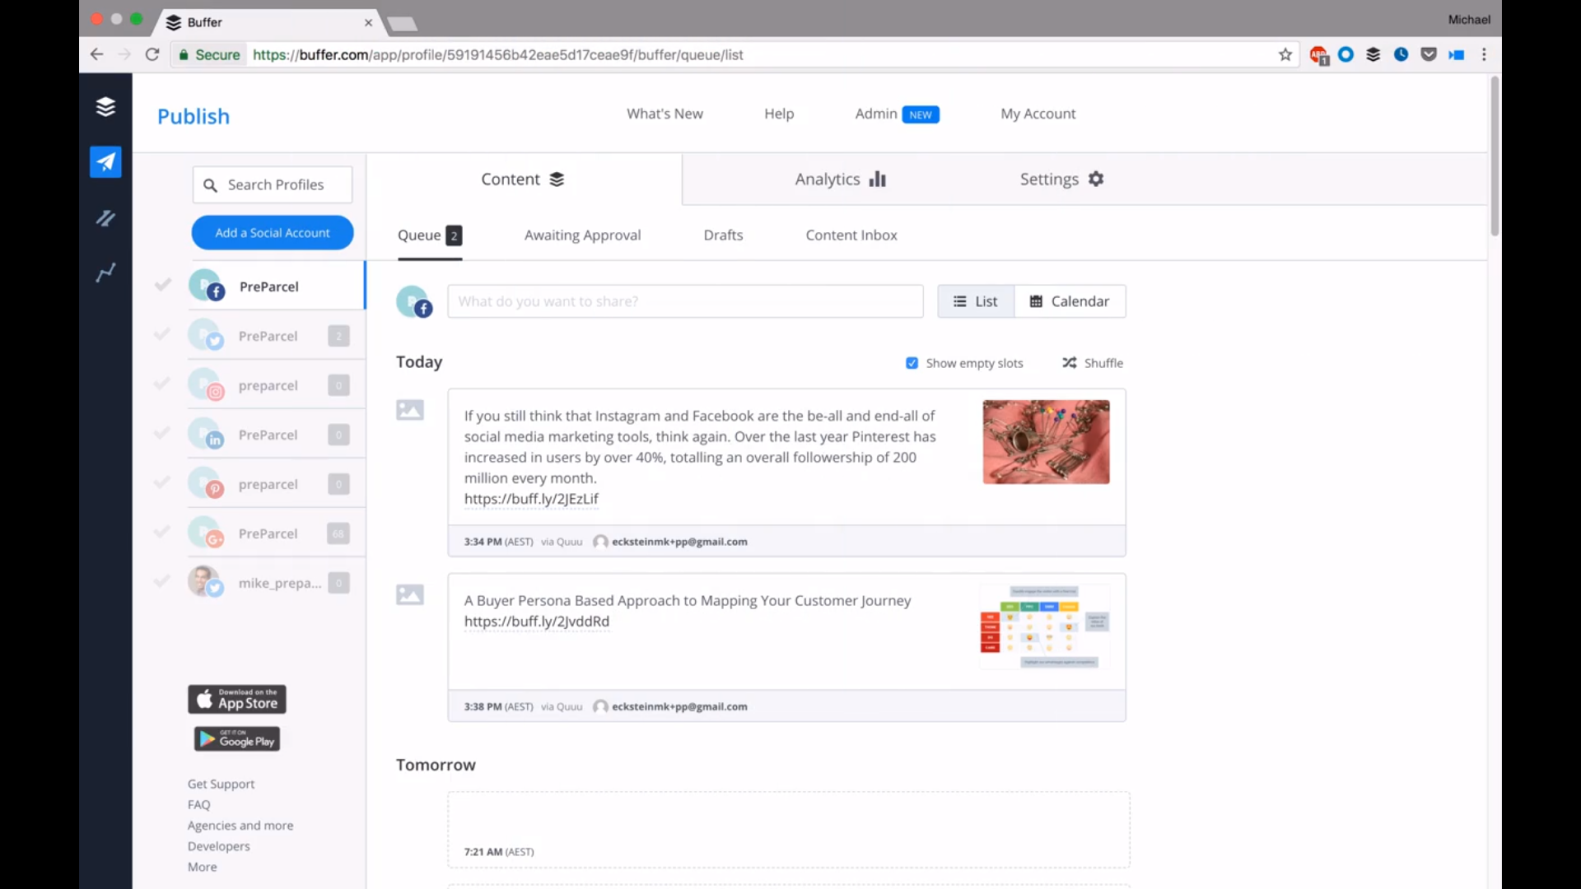 Buffer
Michael
Secure https://buffer.com/app/profile/59191456b42eae5d17ceae9f/buffer/queue/list
ABP 1
Publish
What's New
Help
Admin NEW
My Account
Search Profiles
Content
Analytics
Settings
Add a Social Account
Queue 2
Awaiting Approval
Drafts
Content Inbox
PreParcel
PreParcel 2
preparcel 0
PreParcel 0
preparcel 0
PreParcel 68
mike_prepa... 0
What do you want to share?
List
Calendar
Today
Show empty slots
Shuffle
If you still think that Instagram and Facebook are the be-all and end-all of
social media marketing tools, think again. Over the last year Pinterest has
increased in users by over 40%, totalling an overall followership of 200
million every month.
https://buff.ly/2JEzLif
3:34 PM (AEST) via Quuu ecksteinmk+pp@gmail.com
A Buyer Persona Based Approach to Mapping Your Customer Journey
https://buff.ly/2JvddRd
3:38 PM (AEST) via Quuu ecksteinmk+pp@gmail.com
Tomorrow
7:21 AM (AEST)
Download on the
App Store
GET IT ON
Google Play
Get Support
FAQ
Agencies and more
Developers
More